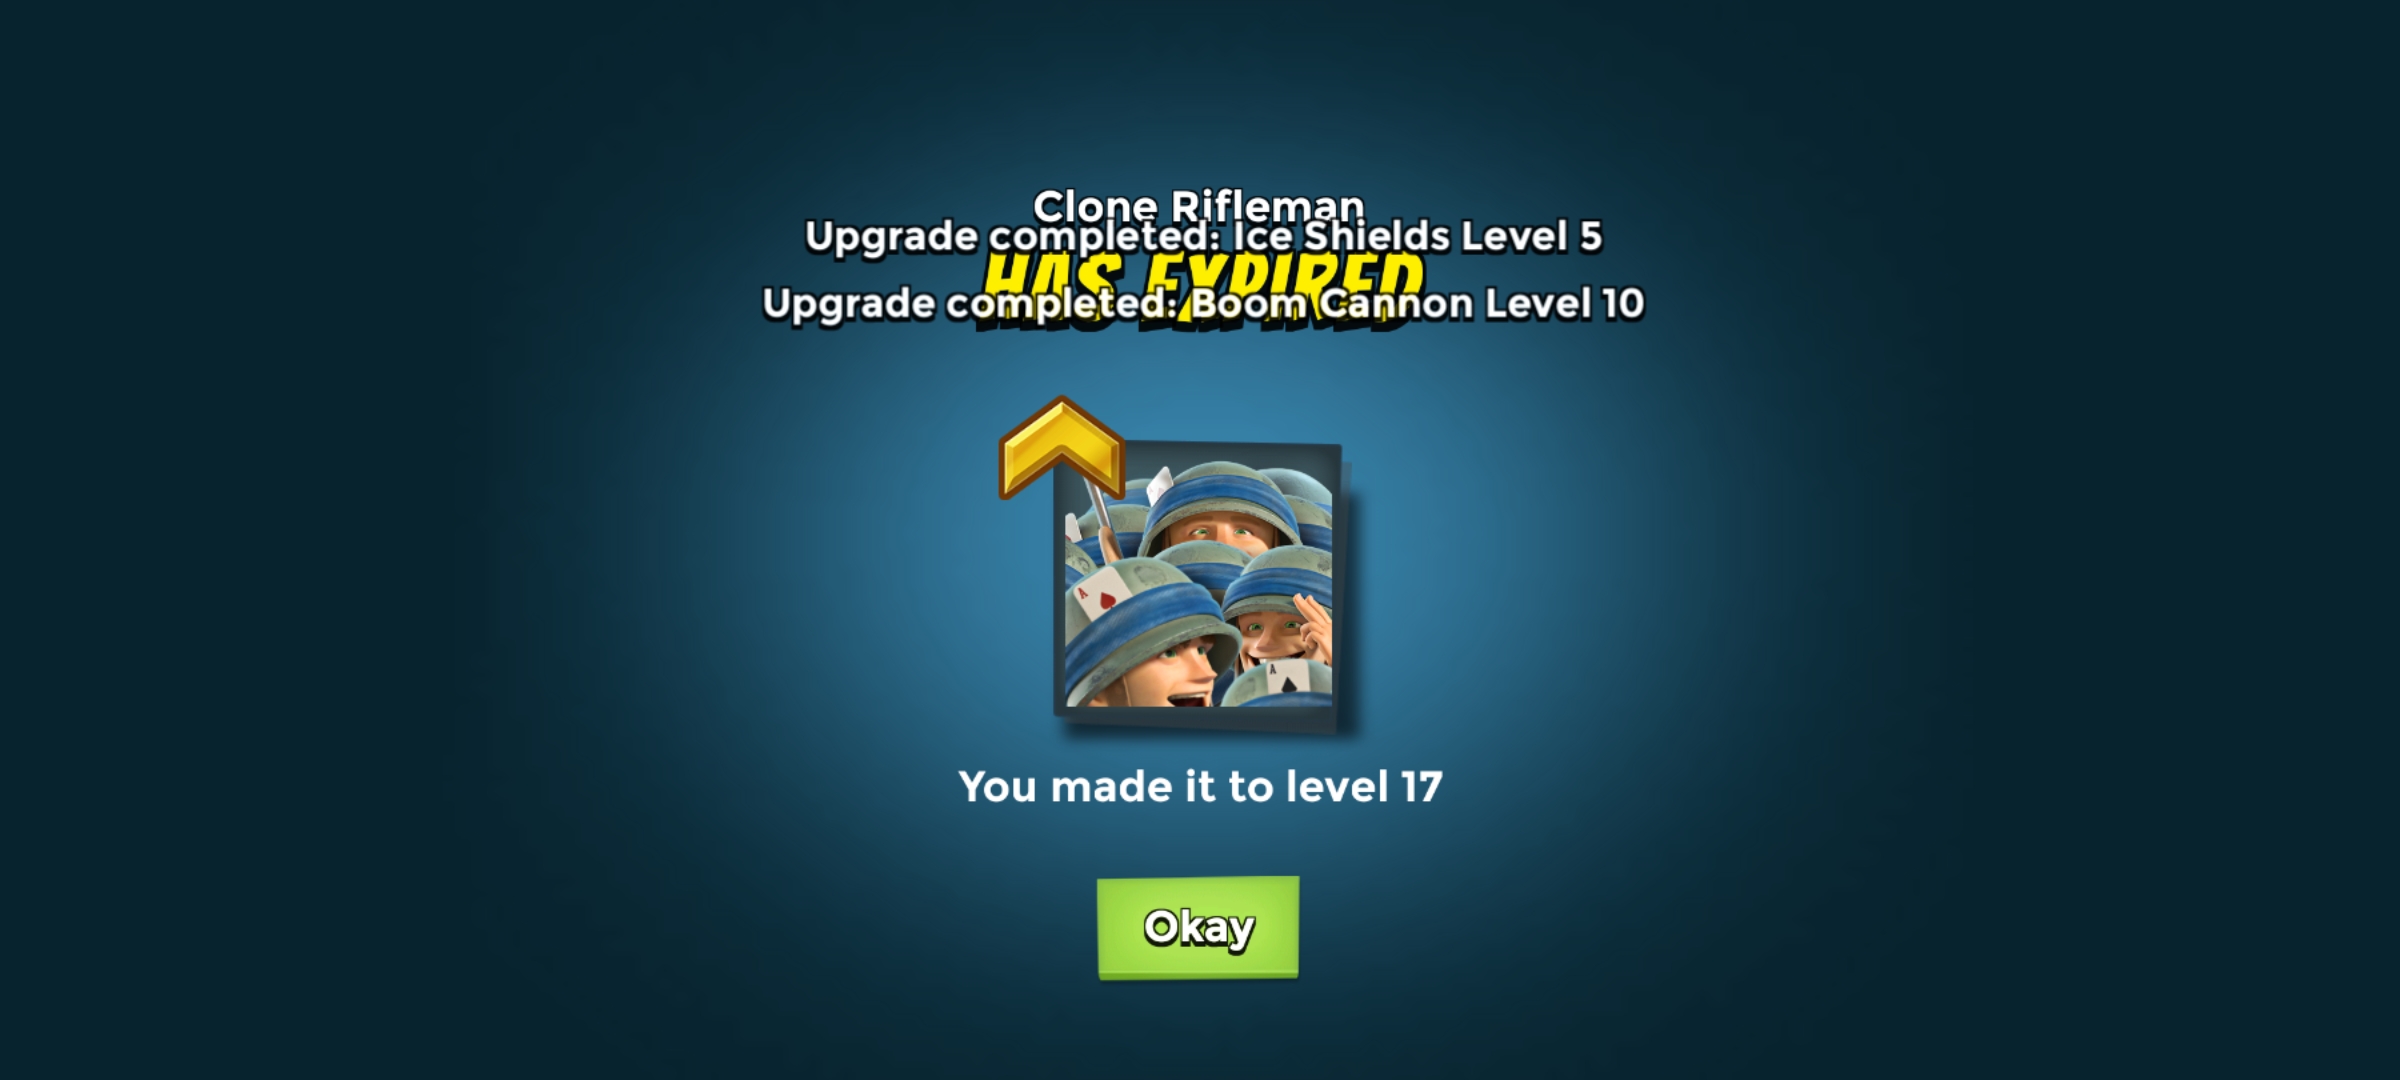 Clone Rifleman
Upgrade completed: Ice Shields Level 5
HAS EXPIRED
Upgrade completed: Boom Cannon Level 10
A
A
You made it to level 17
Okay